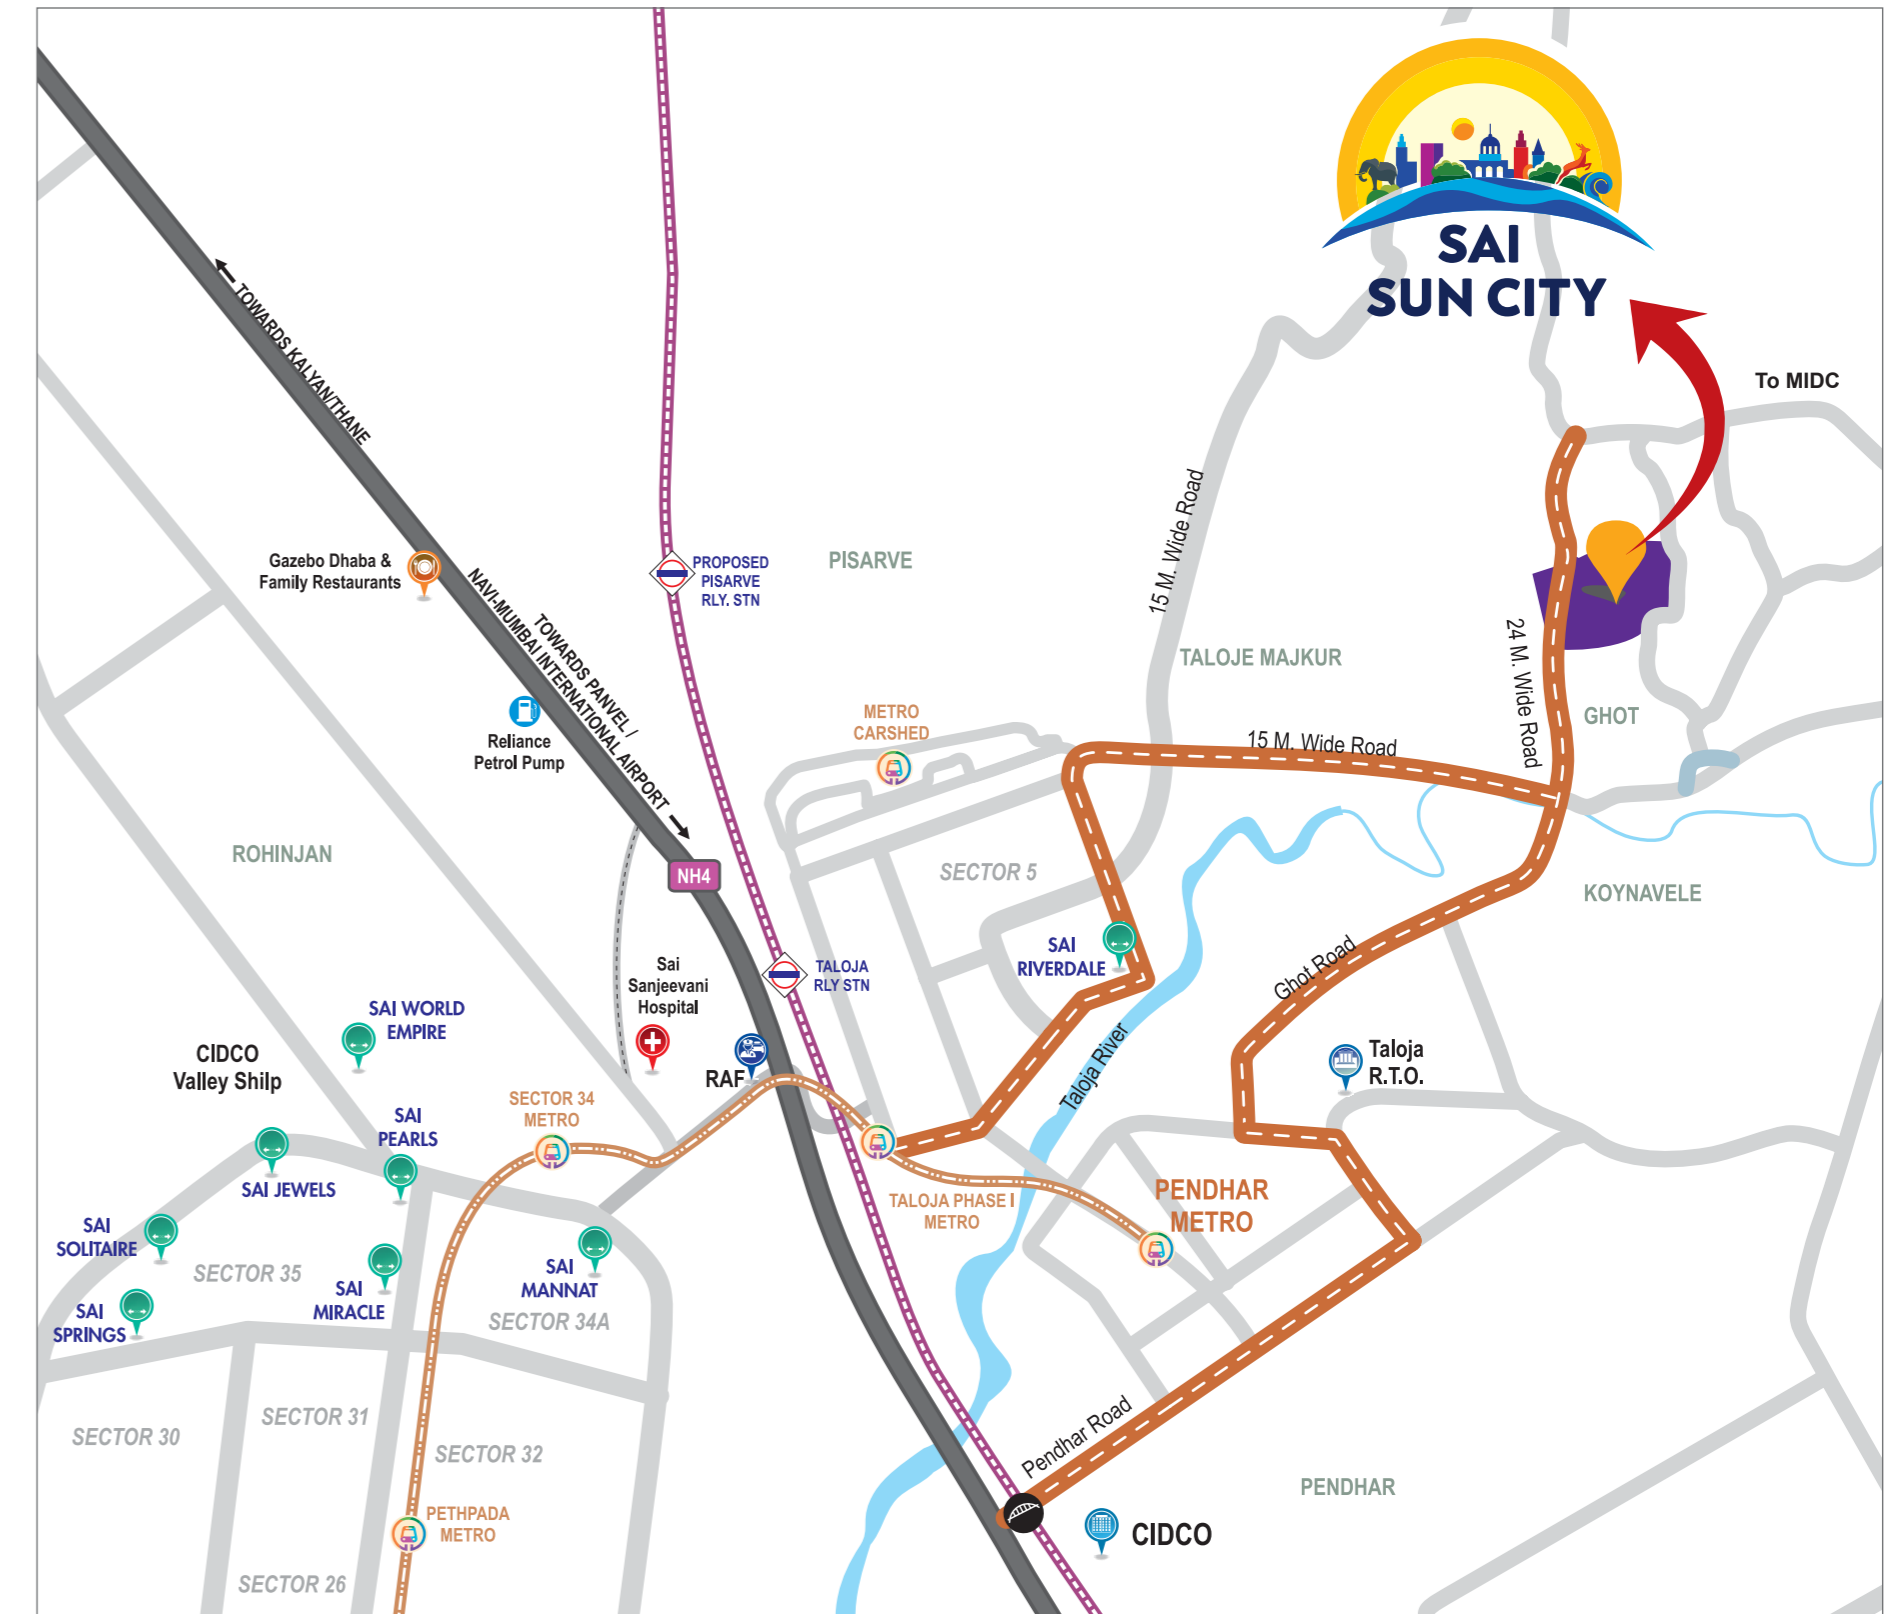 SAI
SUN CITY
To MIDC
TOWARDS KALYAN/THANE
Gazebo Dhaba &
Family Restaurants
PROPOSED
PISARVE
RLY. STN
PISARVE
15 M. Wide Road
TOWARDS PANVEL /
NAVI-MUMBAI INTERNATIONAL AIRPORT
24 M. Wide Road
TALOJE MAJKUR
GHOT
METRO
CARSHED
Reliance
Petrol Pump
15 M. Wide Road
ROHINJAN
NH4
SECTOR 5
KOYNAVELE
SAI
RIVERDALE
Ghot Road
TALOJA
RLY STN
Sai
Sanjeevani
Hospital
SAI WORLD
EMPIRE
CIDCO
Valley Shilp
RAF
Taloja River
Taloja
R.T.O.
SECTOR 34
METRO
SAI
PEARLS
SAI JEWELS
TALOJA PHASE I
METRO
PENDHAR
METRO
SAI
SOLITAIRE
SECTOR 35
SAI
MANNAT
SAI
MIRACLE
SAI
SPRINGS
SECTOR 34A
SECTOR 30
SECTOR 31
SECTOR 32
Pendhar Road
PENDHAR
PETHPADA
METRO
CIDCO
SECTOR 26